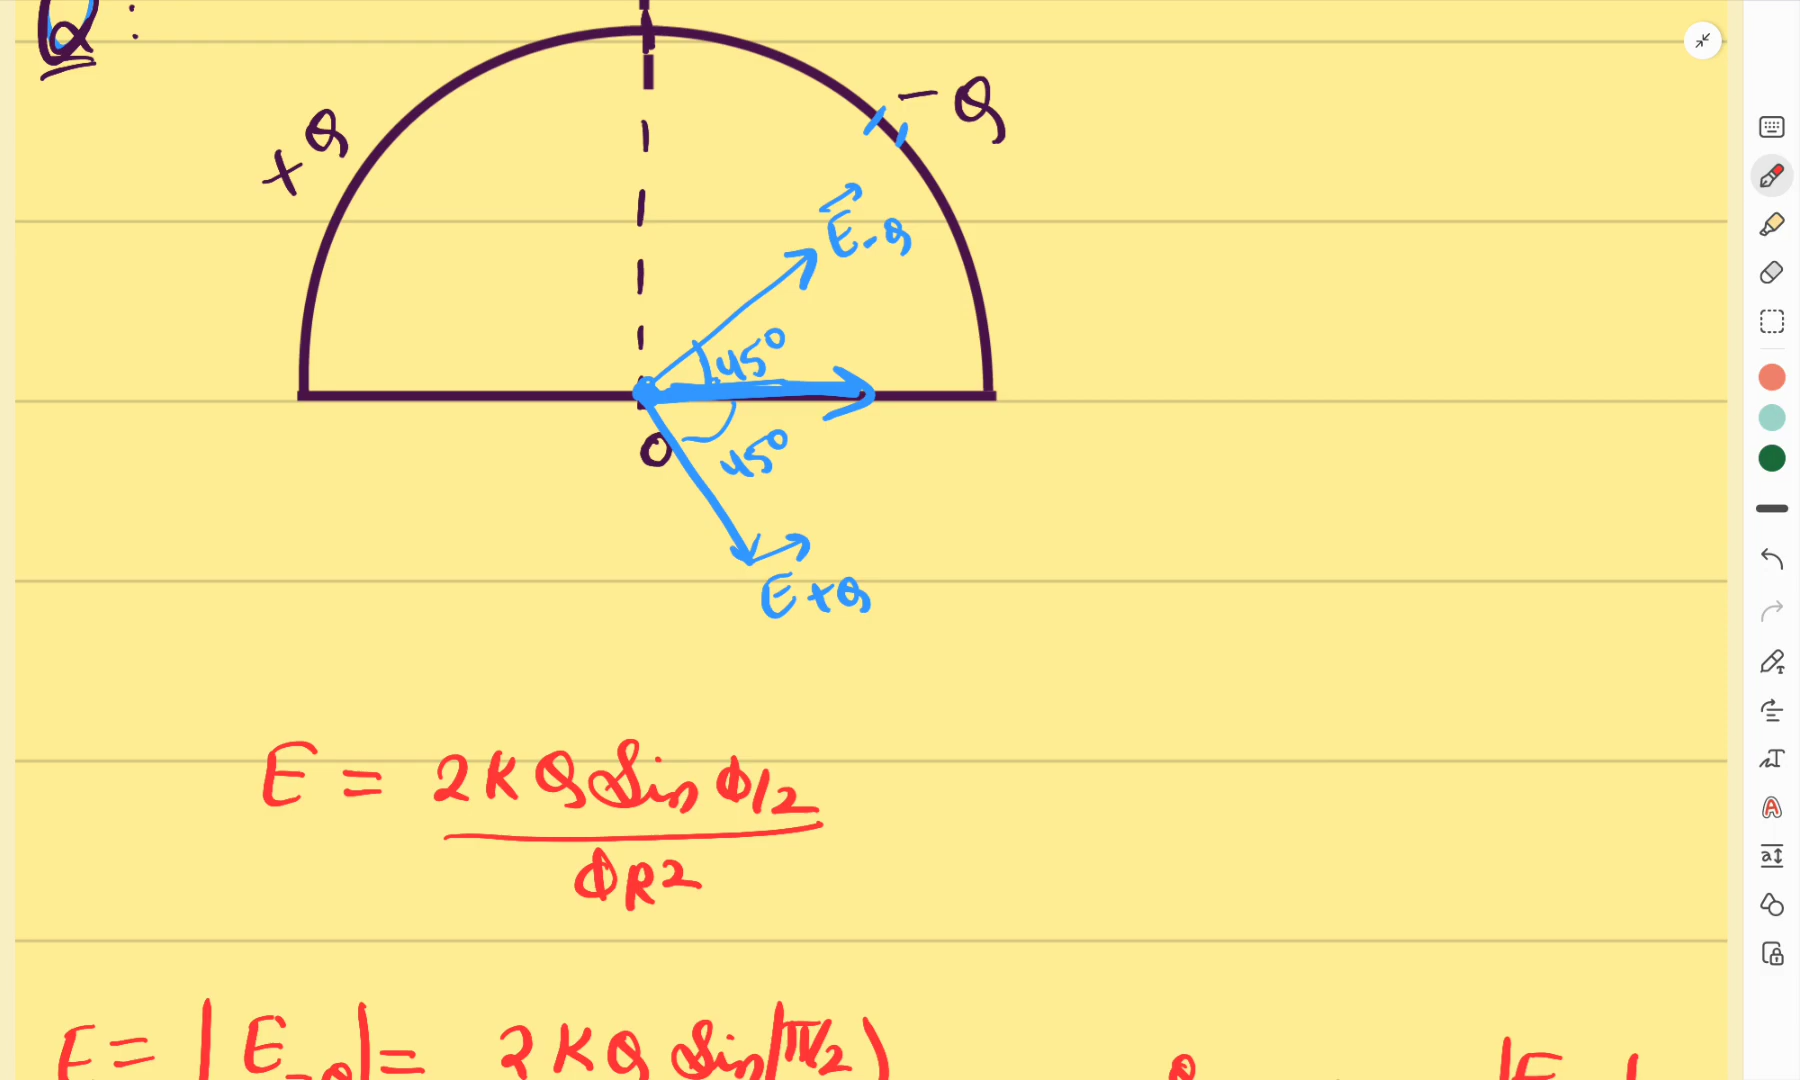 Q :
+Q
-Q
E⃗-Q
45°
45°
O
E⃗+Q
E = 2KQ Sin ϕ/2
ϕR²
E = |E-Q| = 2KQ Sin(π/2)